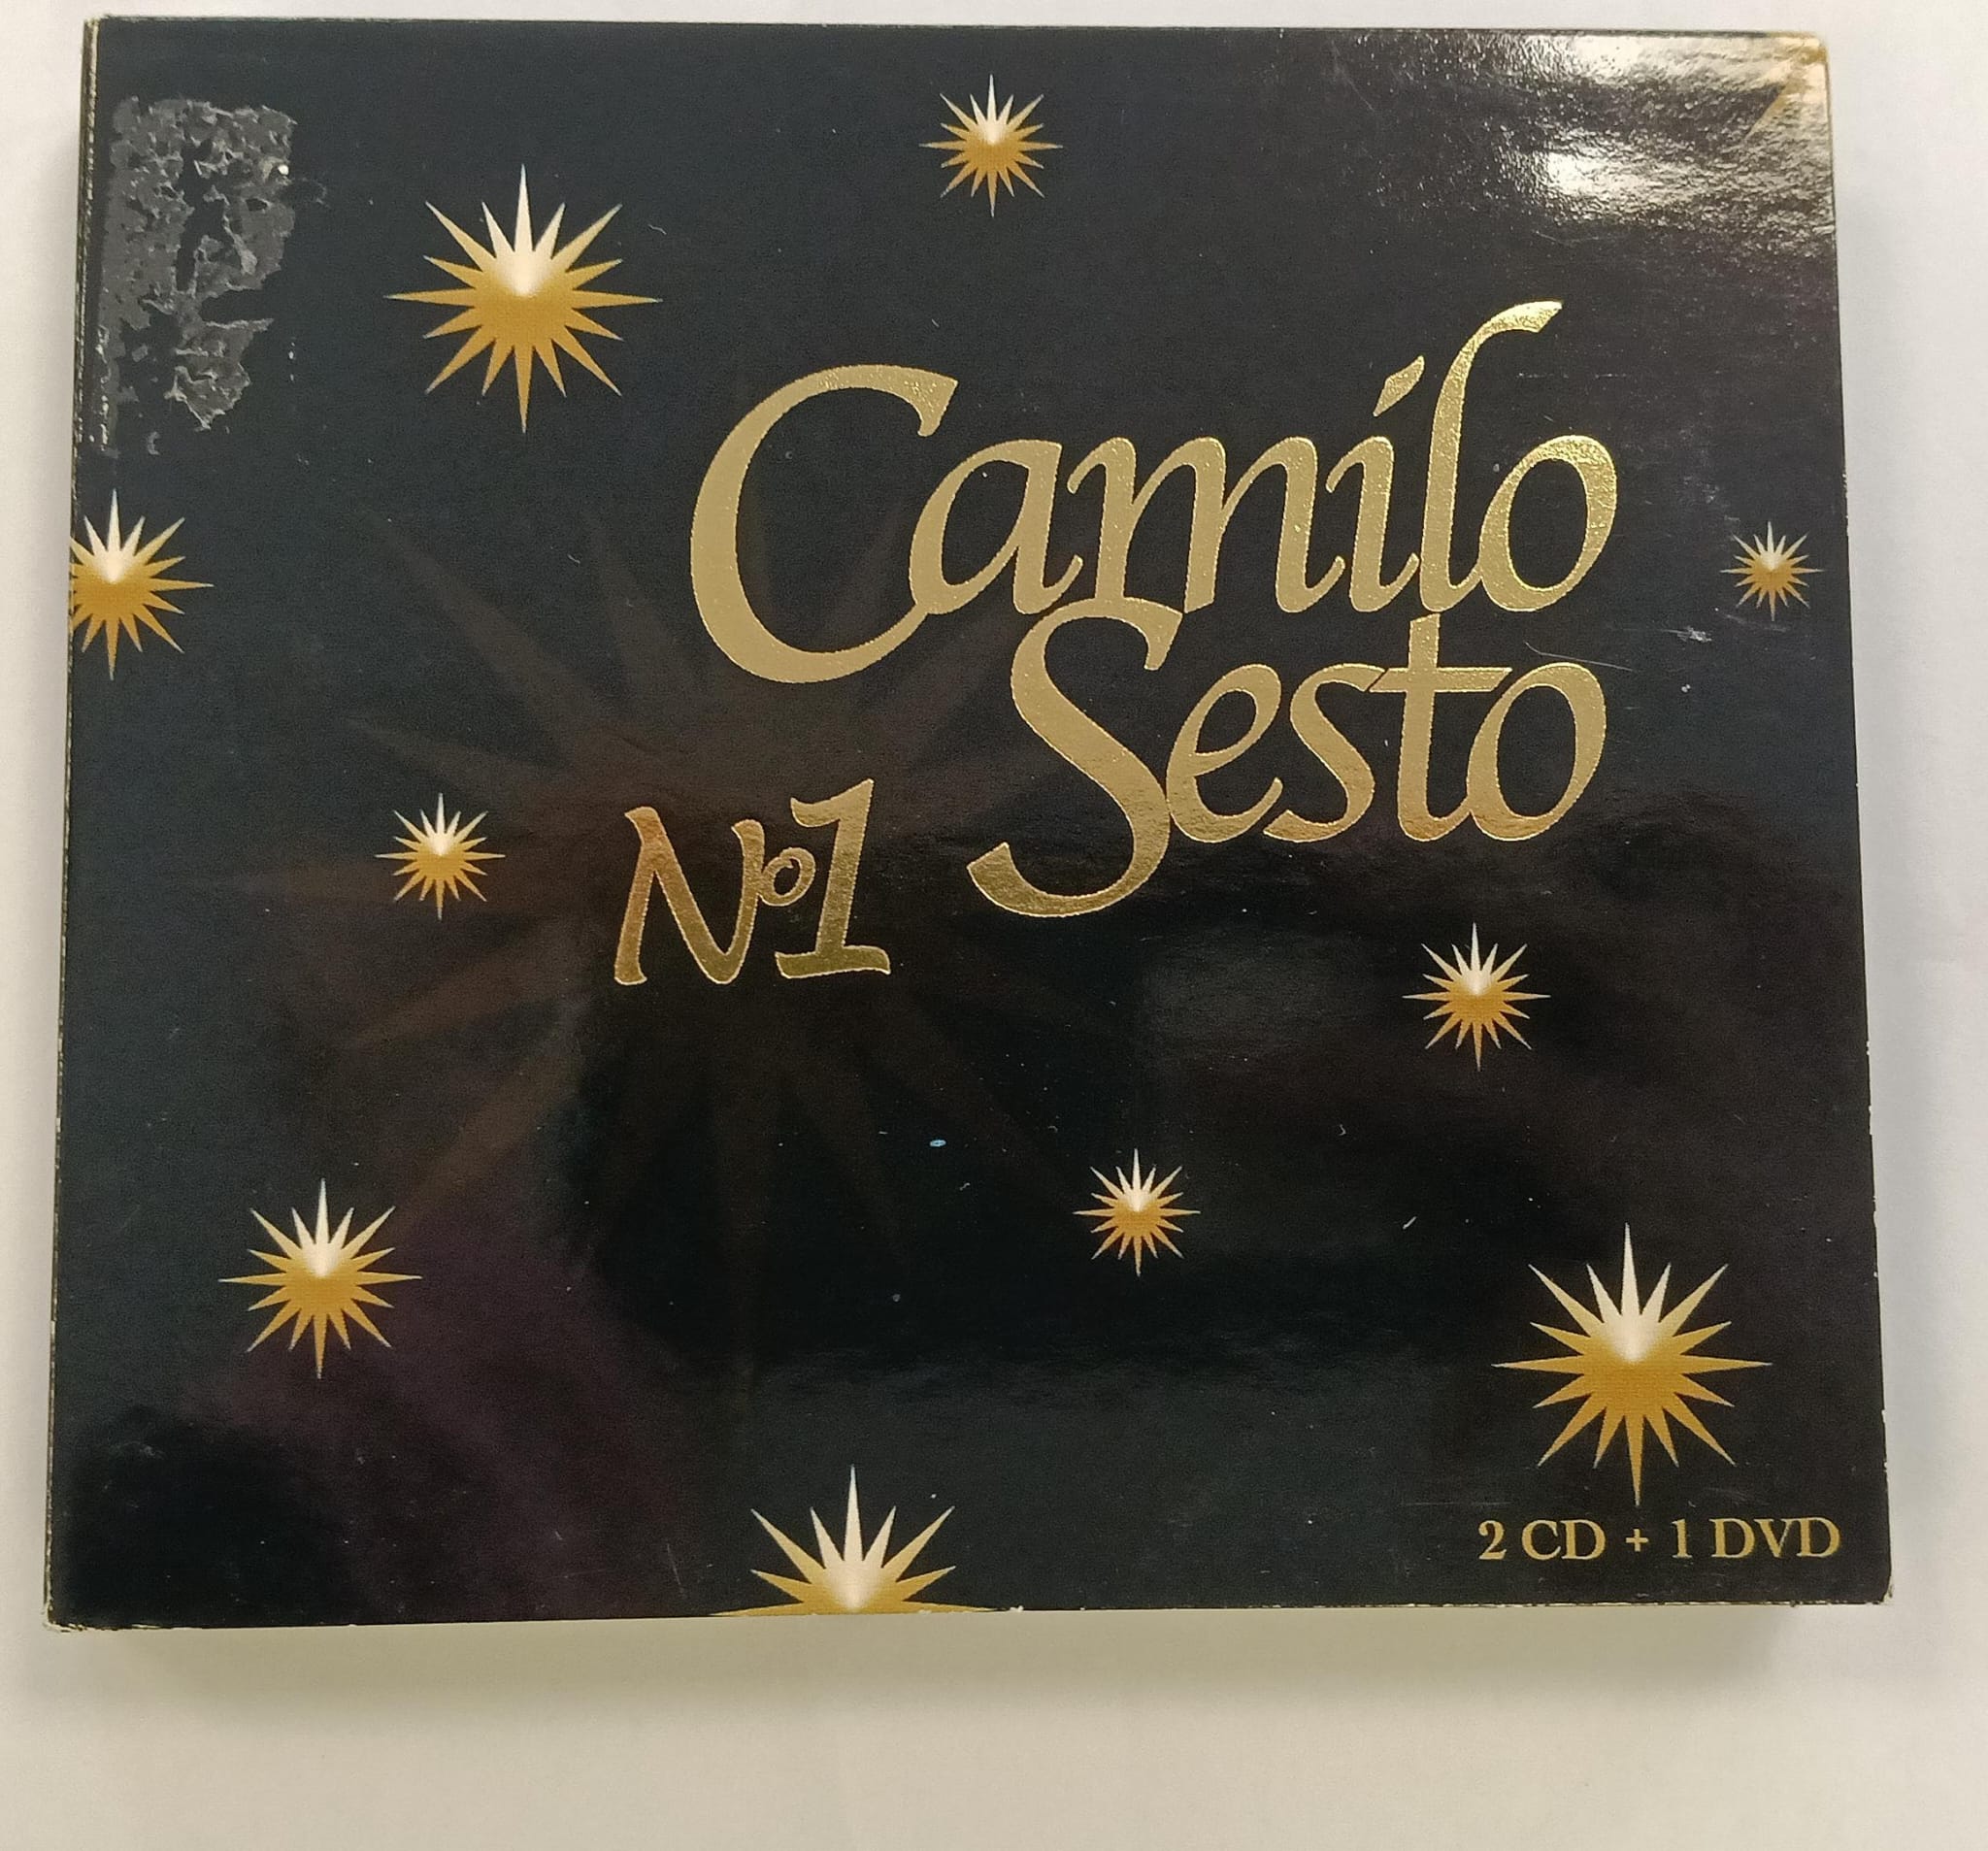 Camilo
Sesto
Nº1
2 CD + 1 DVD